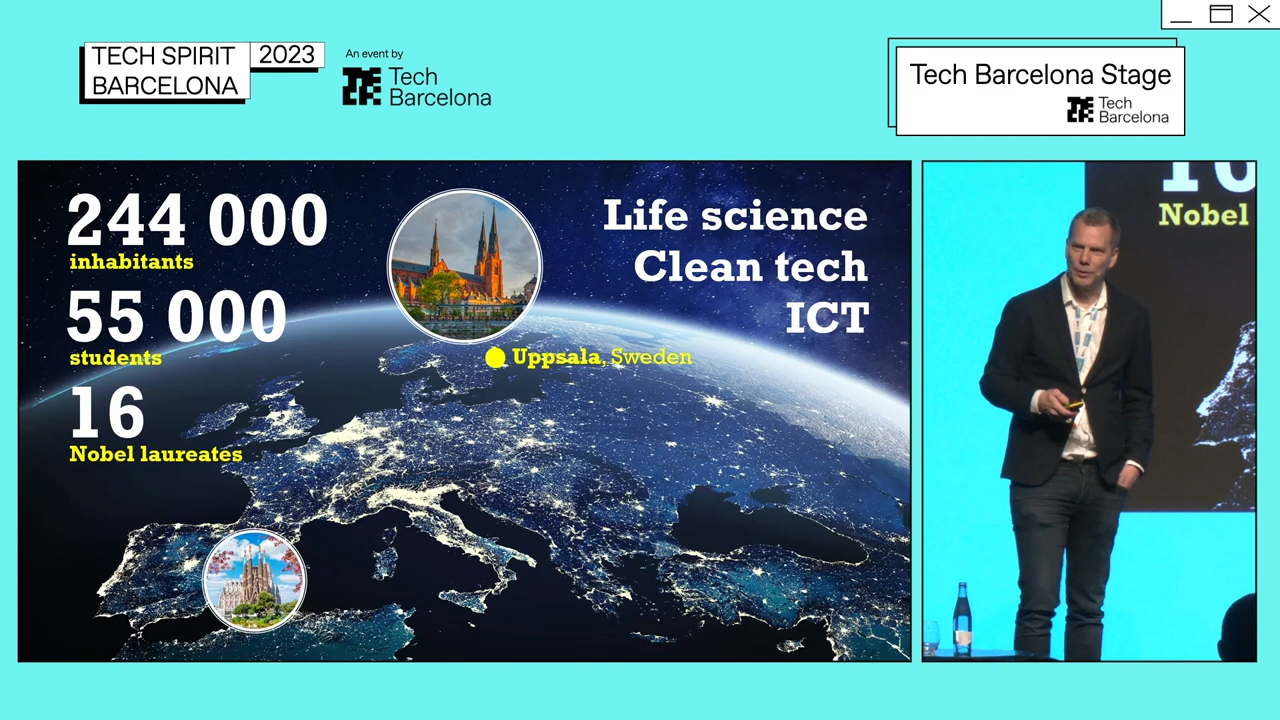 TECH SPIRIT
BARCELONA
2023
An event by
Tech
Barcelona
Tech Barcelona Stage
Tech
Barcelona
244 000
inhabitants
55 000
students
16
Nobel laureates
Life science
Clean tech
ICT
Uppsala, Sweden
16
Nobel